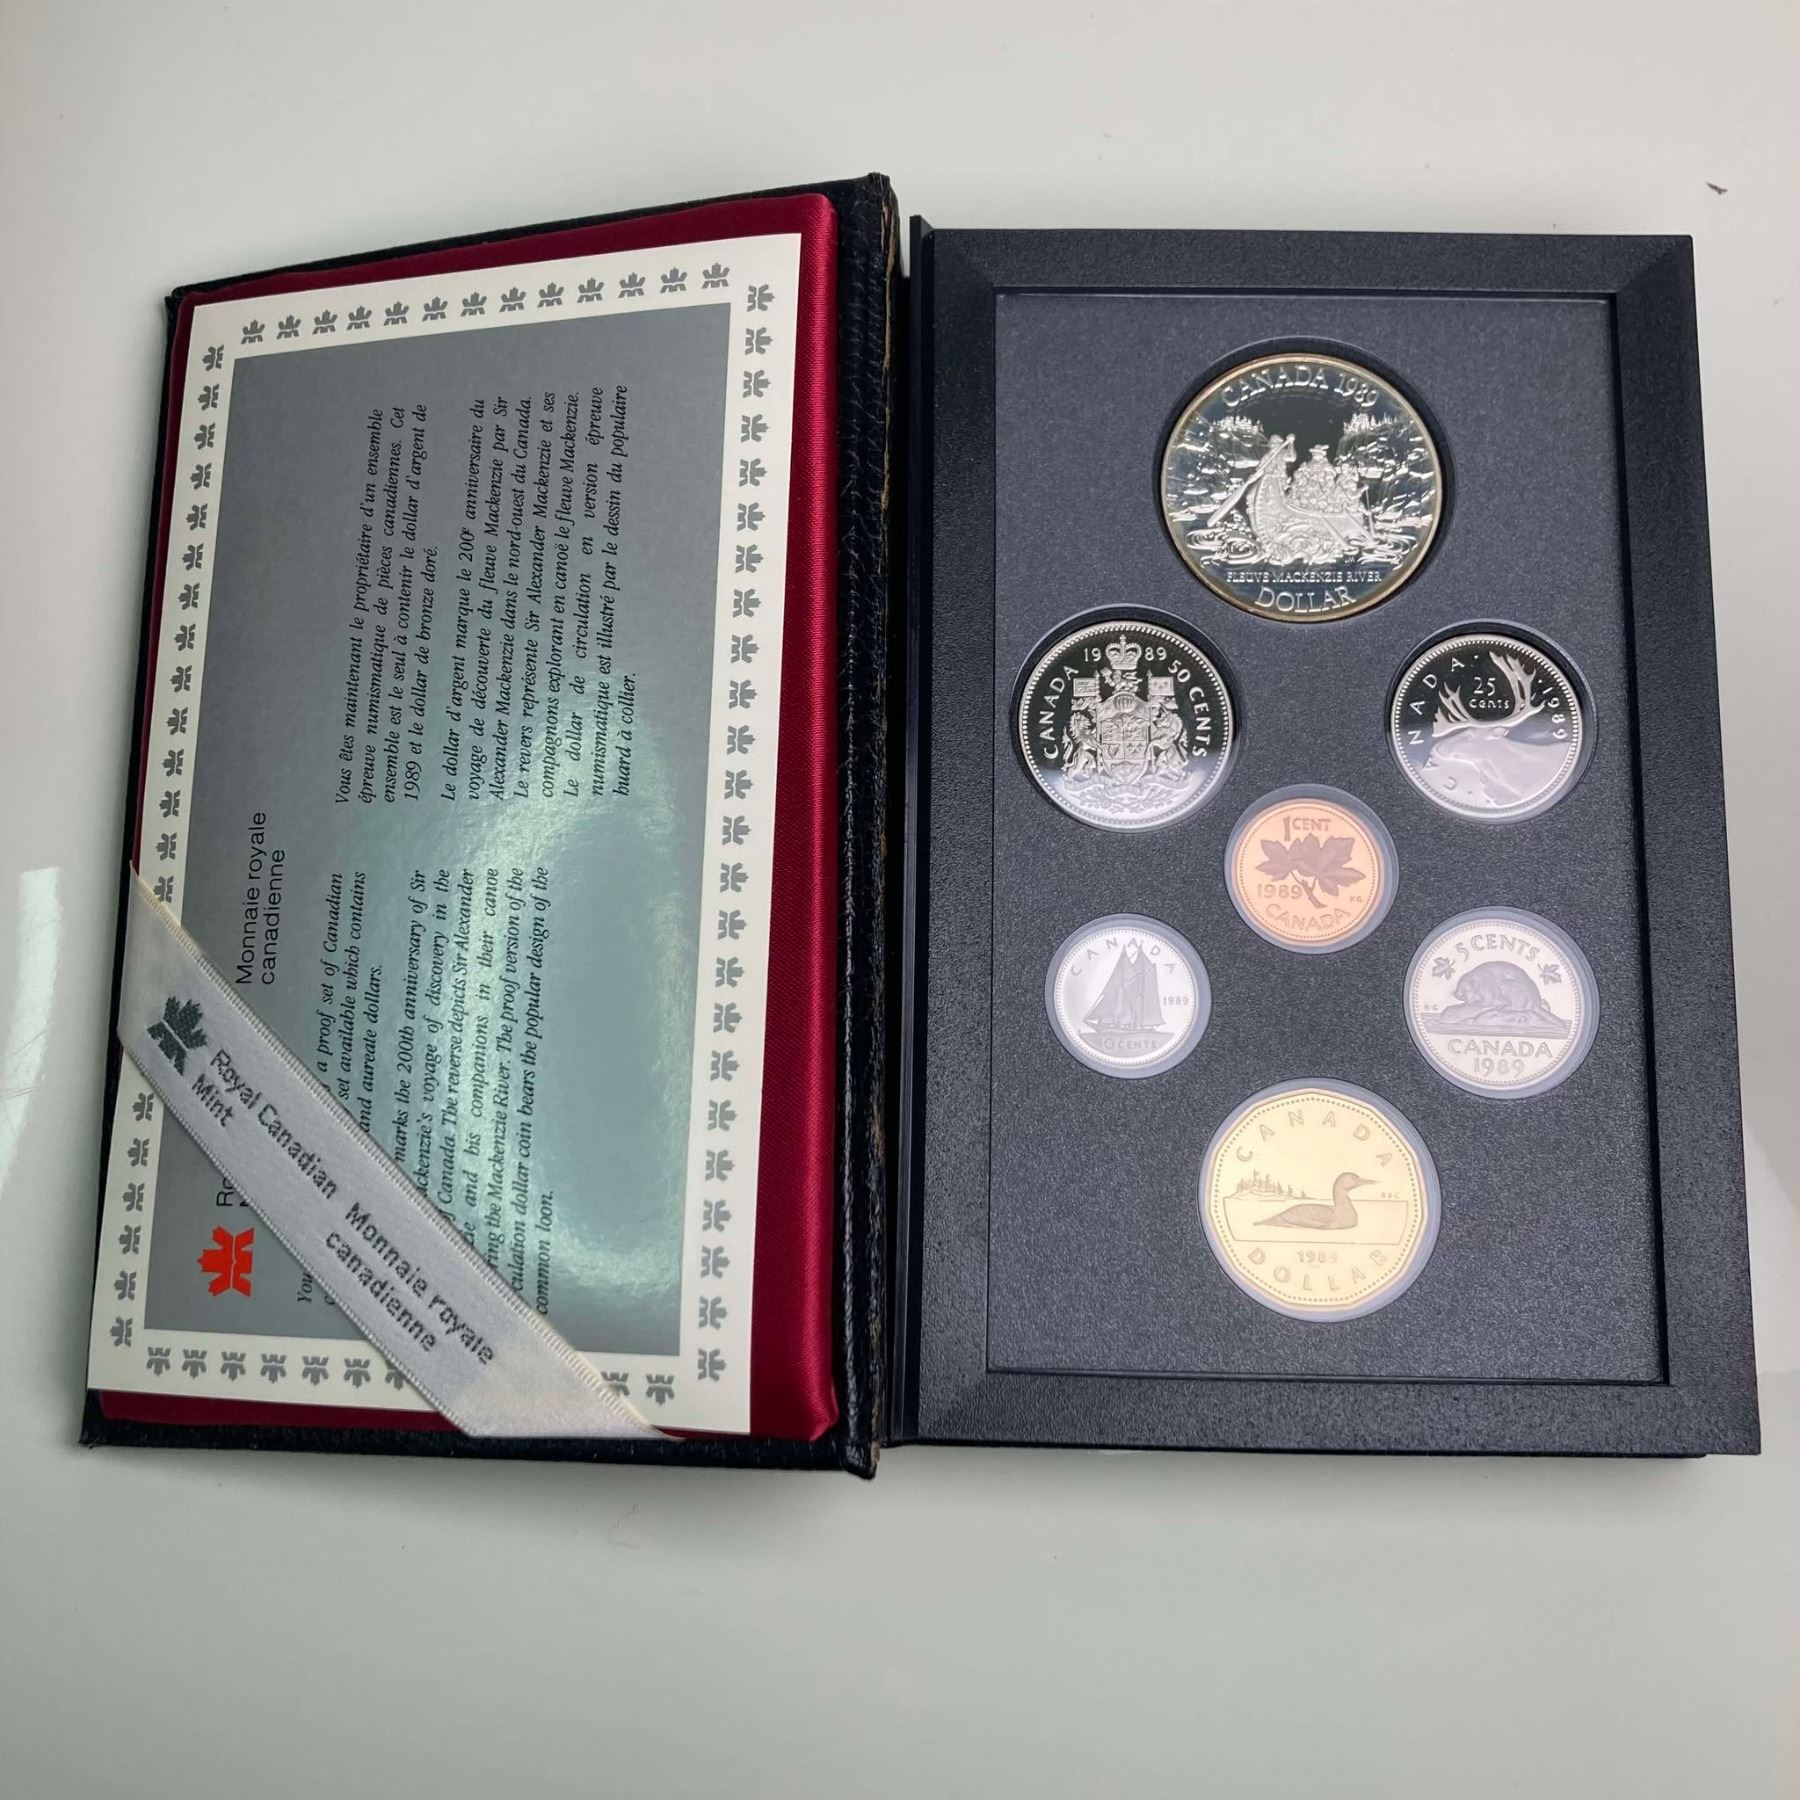 Royal Canadian Mint
Monnaie royale canadienne
Monnaie royale
canadienne
You
a proof set of Canadian
set available which contains
and aureate dollars.
marks the 200th anniversary of Sir
ackenzie's voyage of discovery in the
Canada. The reverse depicts Sir Alexander
and his companions in their canoe
the Mackenzie River. The proof version of the
culation dollar coin bears the popular design of the
common loon.
Vous êtes maintenant le propriétaire d'un ensemble
épreuve numismatique de pièces canadiennes. Cet
ensemble est le seul à contenir le dollar d'argent de
1989 et le dollar de bronze doré.
Le dollar d'argent marque le 200e anniversaire du
voyage de découverte du fleuve Mackenzie par Sir
Alexander Mackenzie dans le nord-ouest du Canada.
Le revers représente Sir Alexander Mackenzie et ses
compagnons explorant en canoë le fleuve Mackenzie.
Le dollar de circulation en version épreuve
numismatique est illustré par le dessin du populaire
huard à collier.
CANADA 1989
FLEUVE MACKENZIE RIVER
DOLLAR
1989
CANADA 50 CENTS
CANADA 1989
25
cents
1 CENT
1989
KG
CANADA
CANADA
1989
10 CENTS
5 CENTS
KG
CANADA
1989
CANADA
RRC
1989
DOLLAR